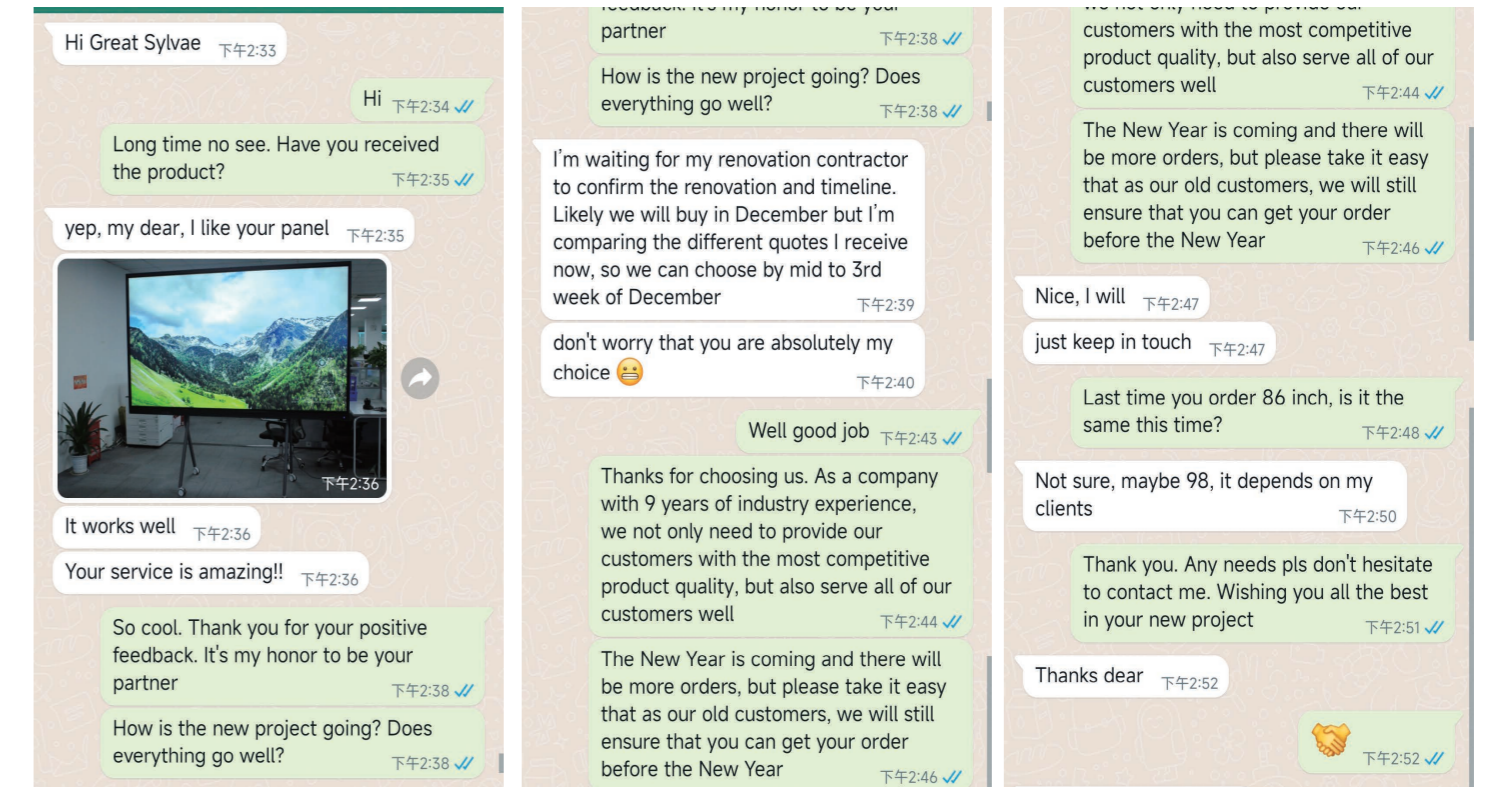 Hi Great Sylvae 下午2:33
Hi 下午2:34
Long time no see. Have you received
the product? 下午2:35
yep, my dear, I like your panel 下午2:35
下午2:36
It works well 下午2:36
Your service is amazing!! 下午2:36
So cool. Thank you for your positive
feedback. It's my honor to be your
partner 下午2:38
How is the new project going? Does
everything go well? 下午2:38
feedback. It's my honor to be your
partner 下午2:38
How is the new project going? Does
everything go well? 下午2:38
I'm waiting for my renovation contractor
to confirm the renovation and timeline.
Likely we will buy in December but I'm
comparing the different quotes I receive
now, so we can choose by mid to 3rd
week of December 下午2:39
don't worry that you are absolutely my
choice 😬 下午2:40
Well good job 下午2:43
Thanks for choosing us. As a company
with 9 years of industry experience,
we not only need to provide our
customers with the most competitive
product quality, but also serve all of our
customers well 下午2:44
The New Year is coming and there will
be more orders, but please take it easy
that as our old customers, we will still
ensure that you can get your order
before the New Year 下午2:46
we not only need to provide our
customers with the most competitive
product quality, but also serve all of our
customers well 下午2:44
The New Year is coming and there will
be more orders, but please take it easy
that as our old customers, we will still
ensure that you can get your order
before the New Year 下午2:46
Nice, I will 下午2:47
just keep in touch 下午2:47
Last time you order 86 inch, is it the
same this time? 下午2:48
Not sure, maybe 98, it depends on my
clients 下午2:50
Thank you. Any needs pls don't hesitate
to contact me. Wishing you all the best
in your new project 下午2:51
Thanks dear 下午2:52
🤝 下午2:52